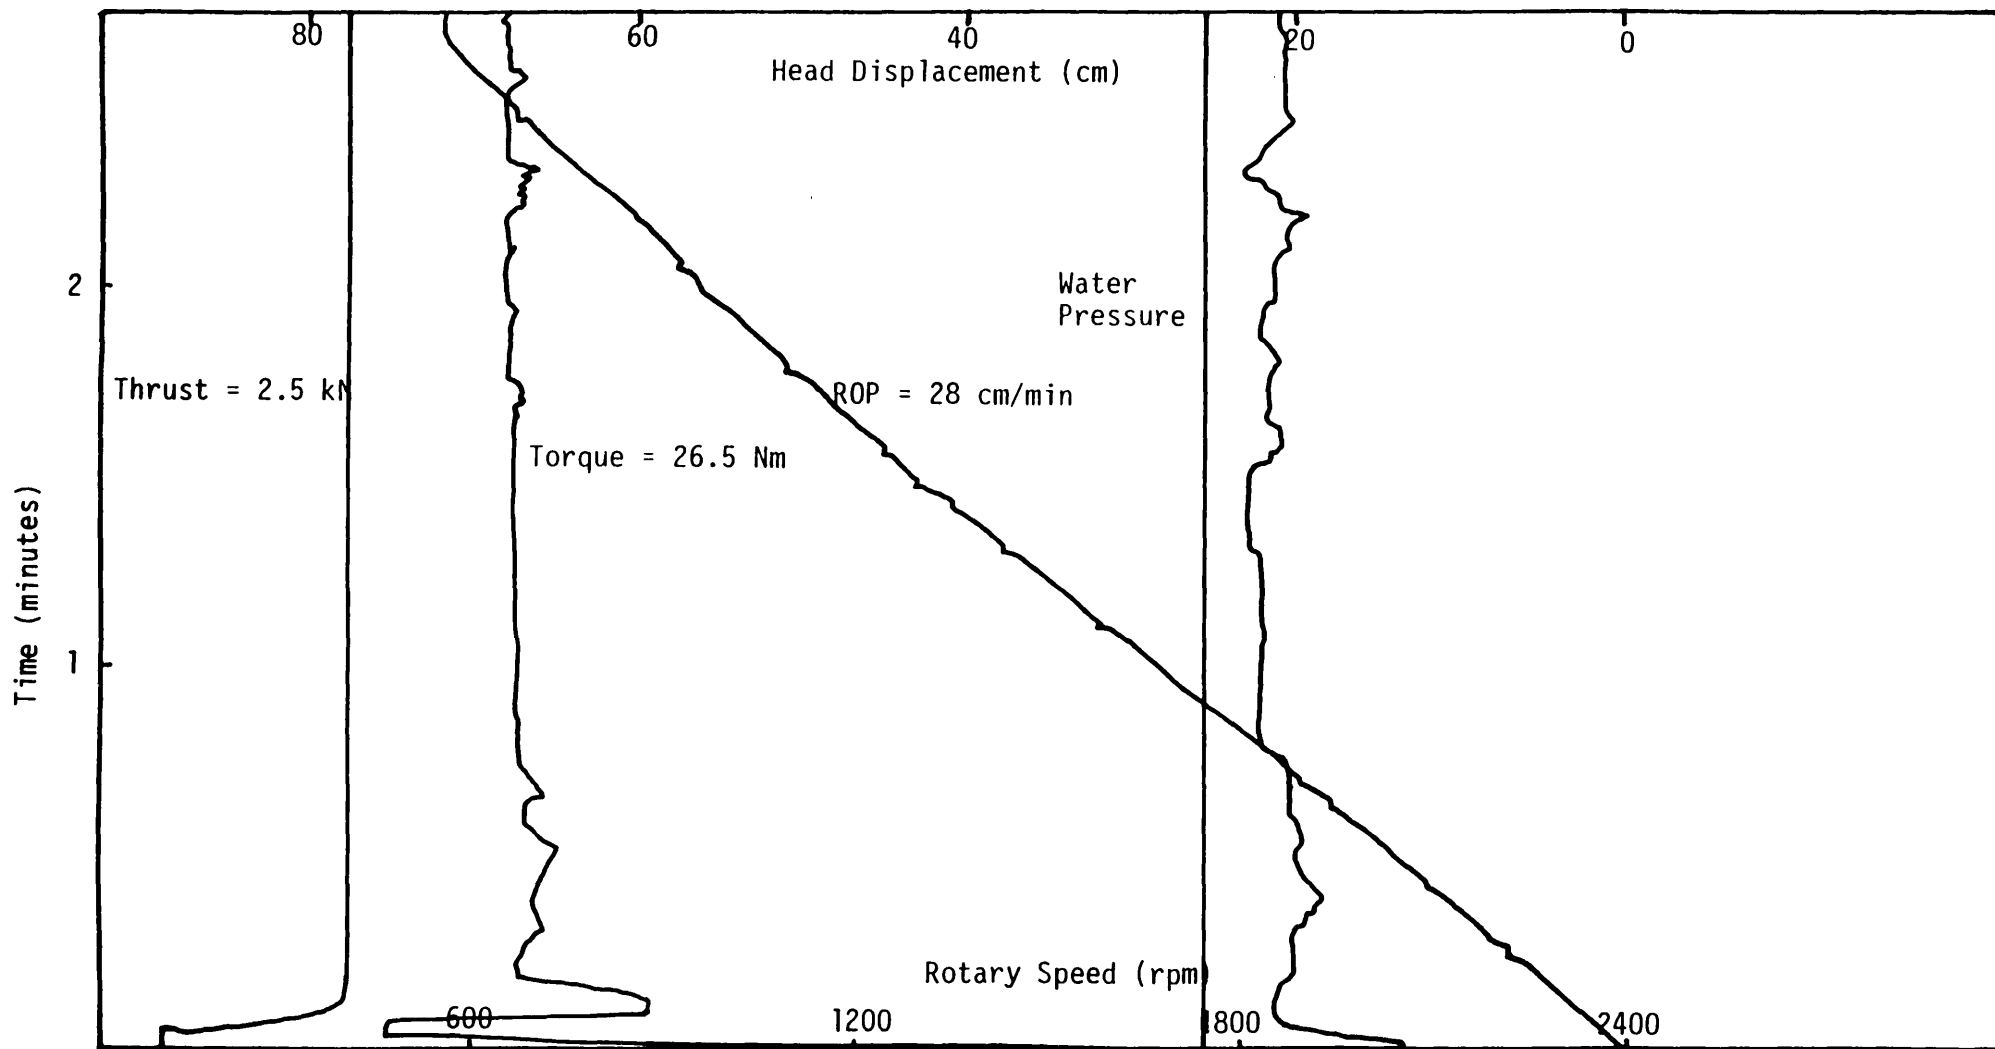 80 60 40 20 0
Head Displacement (cm)
2
Water
Pressure
Thrust = 2.5 kN
ROP = 28 cm/min
Torque = 26.5 Nm
Time (minutes)
1
Rotary Speed (rpm)
600 1200 1800 2400